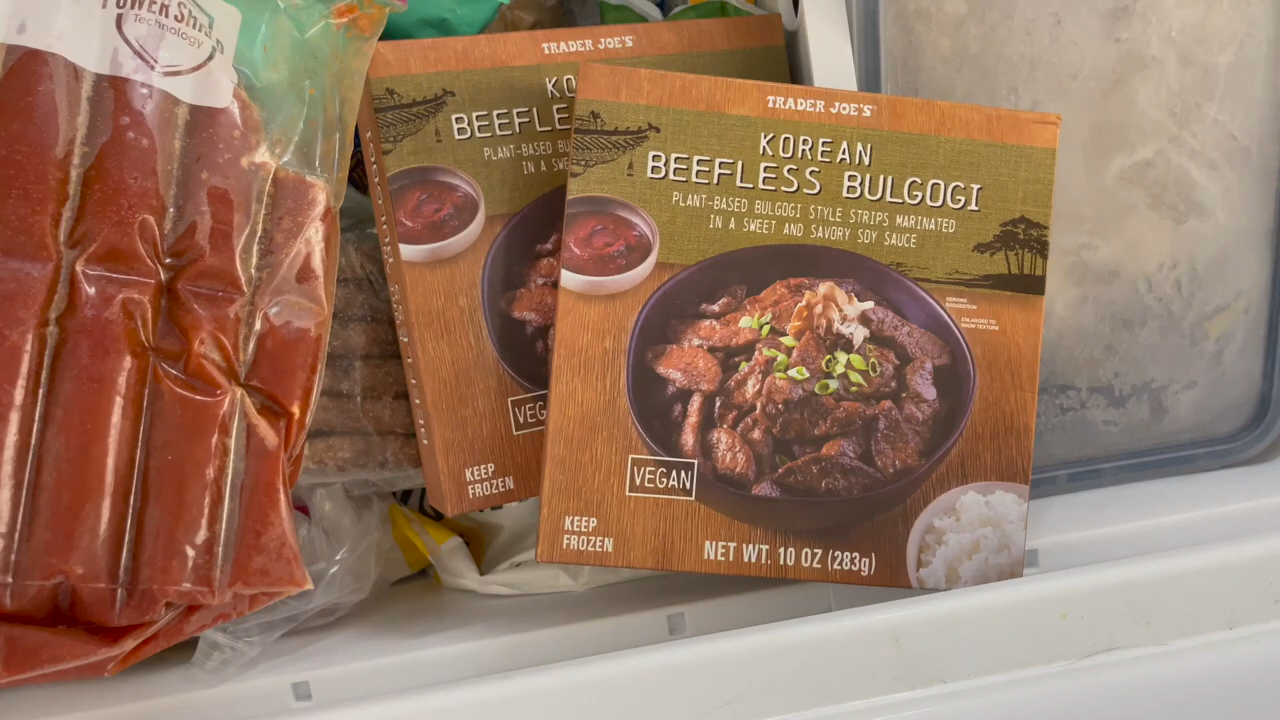 POWER SHIELD
Technology
TRADER JOE'S
KO
BEEFLE
PLANT-BASED BU
IN A SWE
VEG
KEEP
FROZEN
TRADER JOE'S
KOREAN
BEEFLESS BULGOGI
PLANT-BASED BULGOGI STYLE STRIPS MARINATED
IN A SWEET AND SAVORY SOY SAUCE
SERVING
SUGGESTION
ENLARGED TO
SHOW TEXTURE
VEGAN
KEEP
FROZEN
NET WT. 10 OZ (283g)